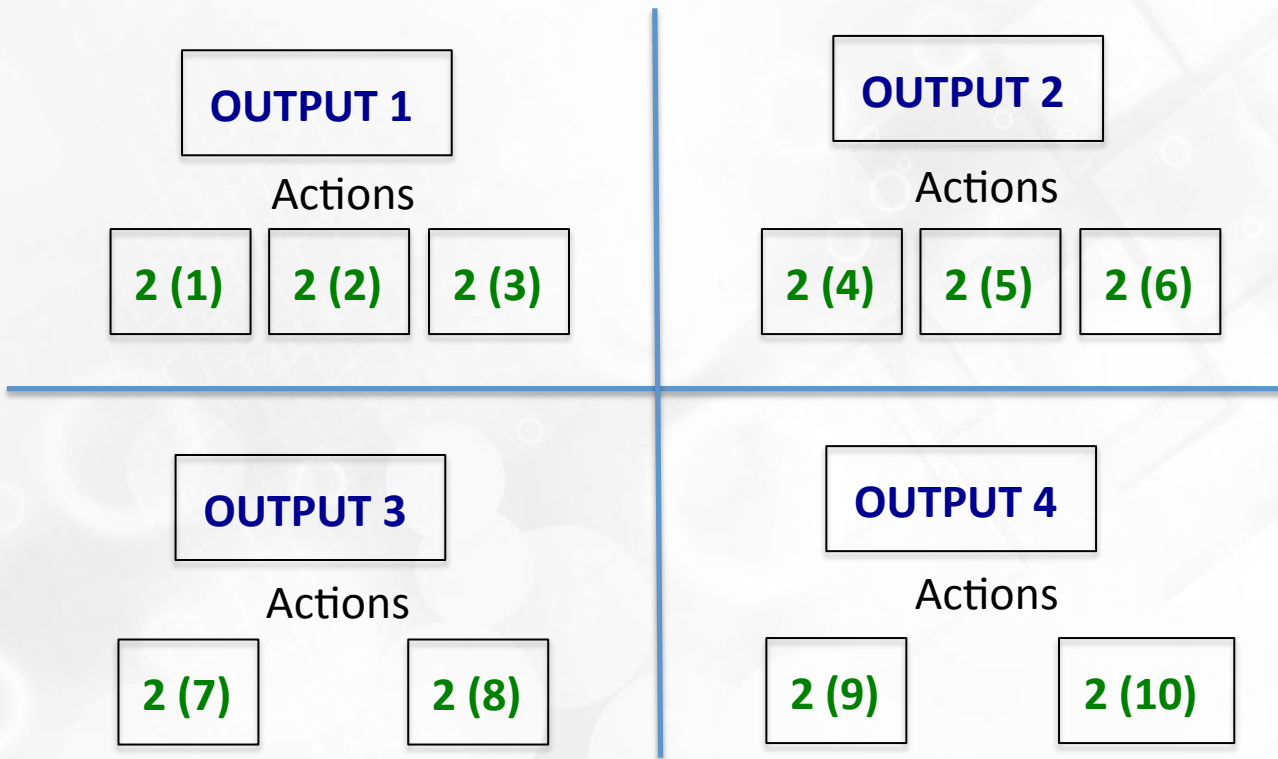 OUTPUT 1
Actions
2 (1) 2 (2) 2 (3)
OUTPUT 2
Actions
2 (4) 2 (5) 2 (6)
OUTPUT 3
Actions
2 (7) 2 (8)
OUTPUT 4
Actions
2 (9) 2 (10)